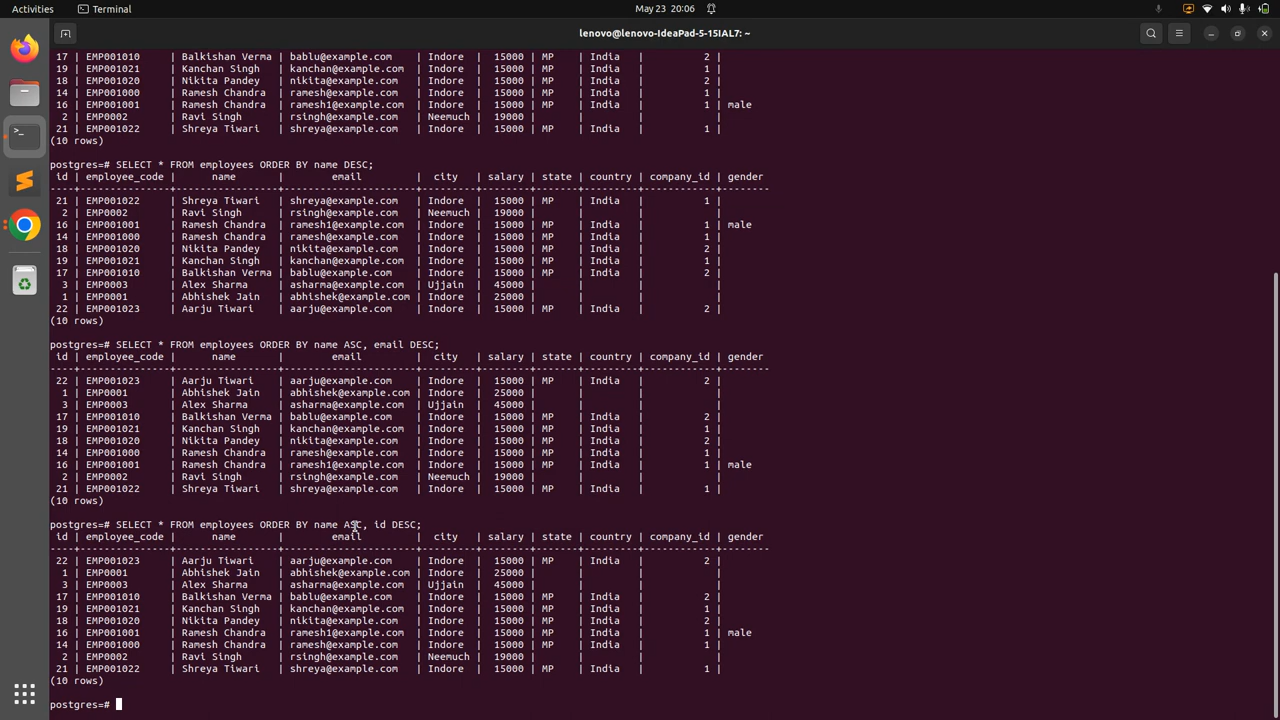 Activities Terminal May 23 20:06
lenovo@lenovo-IdeaPad-5-15IAL7: ~
17 | EMP001010 | Balkishan Verma | bablu@example.com | Indore | 15000 | MP | India | 2 |
19 | EMP001021 | Kanchan Singh | kanchan@example.com | Indore | 15000 | MP | India | 1 |
18 | EMP001020 | Nikita Pandey | nikita@example.com | Indore | 15000 | MP | India | 2 |
14 | EMP001000 | Ramesh Chandra | ramesh@example.com | Indore | 15000 | MP | India | 1 |
16 | EMP001001 | Ramesh Chandra | ramesh1@example.com | Indore | 15000 | MP | India | 1 | male
2 | EMP0002 | Ravi Singh | rsingh@example.com | Neemuch | 19000 | | | |
21 | EMP001022 | Shreya Tiwari | shreya@example.com | Indore | 15000 | MP | India | 1 |
(10 rows)
postgres=# SELECT * FROM employees ORDER BY name DESC;
id | employee_code | name | email | city | salary | state | country | company_id | gender
----+---------------+-----------------+----------------------+---------+--------+-------+---------+------------+--------
21 | EMP001022 | Shreya Tiwari | shreya@example.com | Indore | 15000 | MP | India | 1 |
2 | EMP0002 | Ravi Singh | rsingh@example.com | Neemuch | 19000 | | | |
16 | EMP001001 | Ramesh Chandra | ramesh1@example.com | Indore | 15000 | MP | India | 1 | male
14 | EMP001000 | Ramesh Chandra | ramesh@example.com | Indore | 15000 | MP | India | 1 |
18 | EMP001020 | Nikita Pandey | nikita@example.com | Indore | 15000 | MP | India | 2 |
19 | EMP001021 | Kanchan Singh | kanchan@example.com | Indore | 15000 | MP | India | 1 |
17 | EMP001010 | Balkishan Verma | bablu@example.com | Indore | 15000 | MP | India | 2 |
3 | EMP0003 | Alex Sharma | asharma@example.com | Ujjain | 45000 | | | |
1 | EMP0001 | Abhishek Jain | abhishek@example.com | Indore | 25000 | | | |
22 | EMP001023 | Aarju Tiwari | aarju@example.com | Indore | 15000 | MP | India | 2 |
(10 rows)
postgres=# SELECT * FROM employees ORDER BY name ASC, email DESC;
id | employee_code | name | email | city | salary | state | country | company_id | gender
----+---------------+-----------------+----------------------+---------+--------+-------+---------+------------+--------
22 | EMP001023 | Aarju Tiwari | aarju@example.com | Indore | 15000 | MP | India | 2 |
1 | EMP0001 | Abhishek Jain | abhishek@example.com | Indore | 25000 | | | |
3 | EMP0003 | Alex Sharma | asharma@example.com | Ujjain | 45000 | | | |
17 | EMP001010 | Balkishan Verma | bablu@example.com | Indore | 15000 | MP | India | 2 |
19 | EMP001021 | Kanchan Singh | kanchan@example.com | Indore | 15000 | MP | India | 1 |
18 | EMP001020 | Nikita Pandey | nikita@example.com | Indore | 15000 | MP | India | 2 |
14 | EMP001000 | Ramesh Chandra | ramesh@example.com | Indore | 15000 | MP | India | 1 |
16 | EMP001001 | Ramesh Chandra | ramesh1@example.com | Indore | 15000 | MP | India | 1 | male
2 | EMP0002 | Ravi Singh | rsingh@example.com | Neemuch | 19000 | | | |
21 | EMP001022 | Shreya Tiwari | shreya@example.com | Indore | 15000 | MP | India | 1 |
(10 rows)
postgres=# SELECT * FROM employees ORDER BY name ASC, id DESC;
id | employee_code | name | email | city | salary | state | country | company_id | gender
----+---------------+-----------------+----------------------+---------+--------+-------+---------+------------+--------
22 | EMP001023 | Aarju Tiwari | aarju@example.com | Indore | 15000 | MP | India | 2 |
1 | EMP0001 | Abhishek Jain | abhishek@example.com | Indore | 25000 | | | |
3 | EMP0003 | Alex Sharma | asharma@example.com | Ujjain | 45000 | | | |
17 | EMP001010 | Balkishan Verma | bablu@example.com | Indore | 15000 | MP | India | 2 |
19 | EMP001021 | Kanchan Singh | kanchan@example.com | Indore | 15000 | MP | India | 1 |
18 | EMP001020 | Nikita Pandey | nikita@example.com | Indore | 15000 | MP | India | 2 |
16 | EMP001001 | Ramesh Chandra | ramesh1@example.com | Indore | 15000 | MP | India | 1 | male
14 | EMP001000 | Ramesh Chandra | ramesh@example.com | Indore | 15000 | MP | India | 1 |
2 | EMP0002 | Ravi Singh | rsingh@example.com | Neemuch | 19000 | | | |
21 | EMP001022 | Shreya Tiwari | shreya@example.com | Indore | 15000 | MP | India | 1 |
(10 rows)
postgres=#